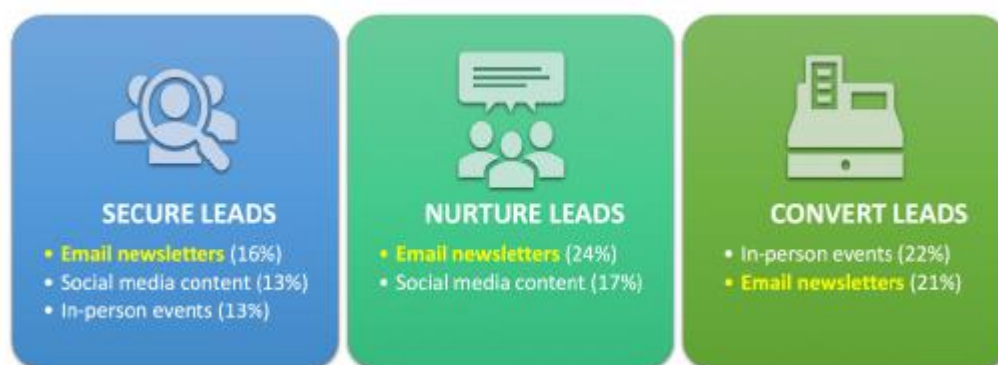 SECURE LEADS
• Email newsletters (16%)
• Social media content (13%)
• In-person events (13%)
NURTURE LEADS
• Email newsletters (24%)
• Social media content (17%)
CONVERT LEADS
• In-person events (22%)
• Email newsletters (21%)